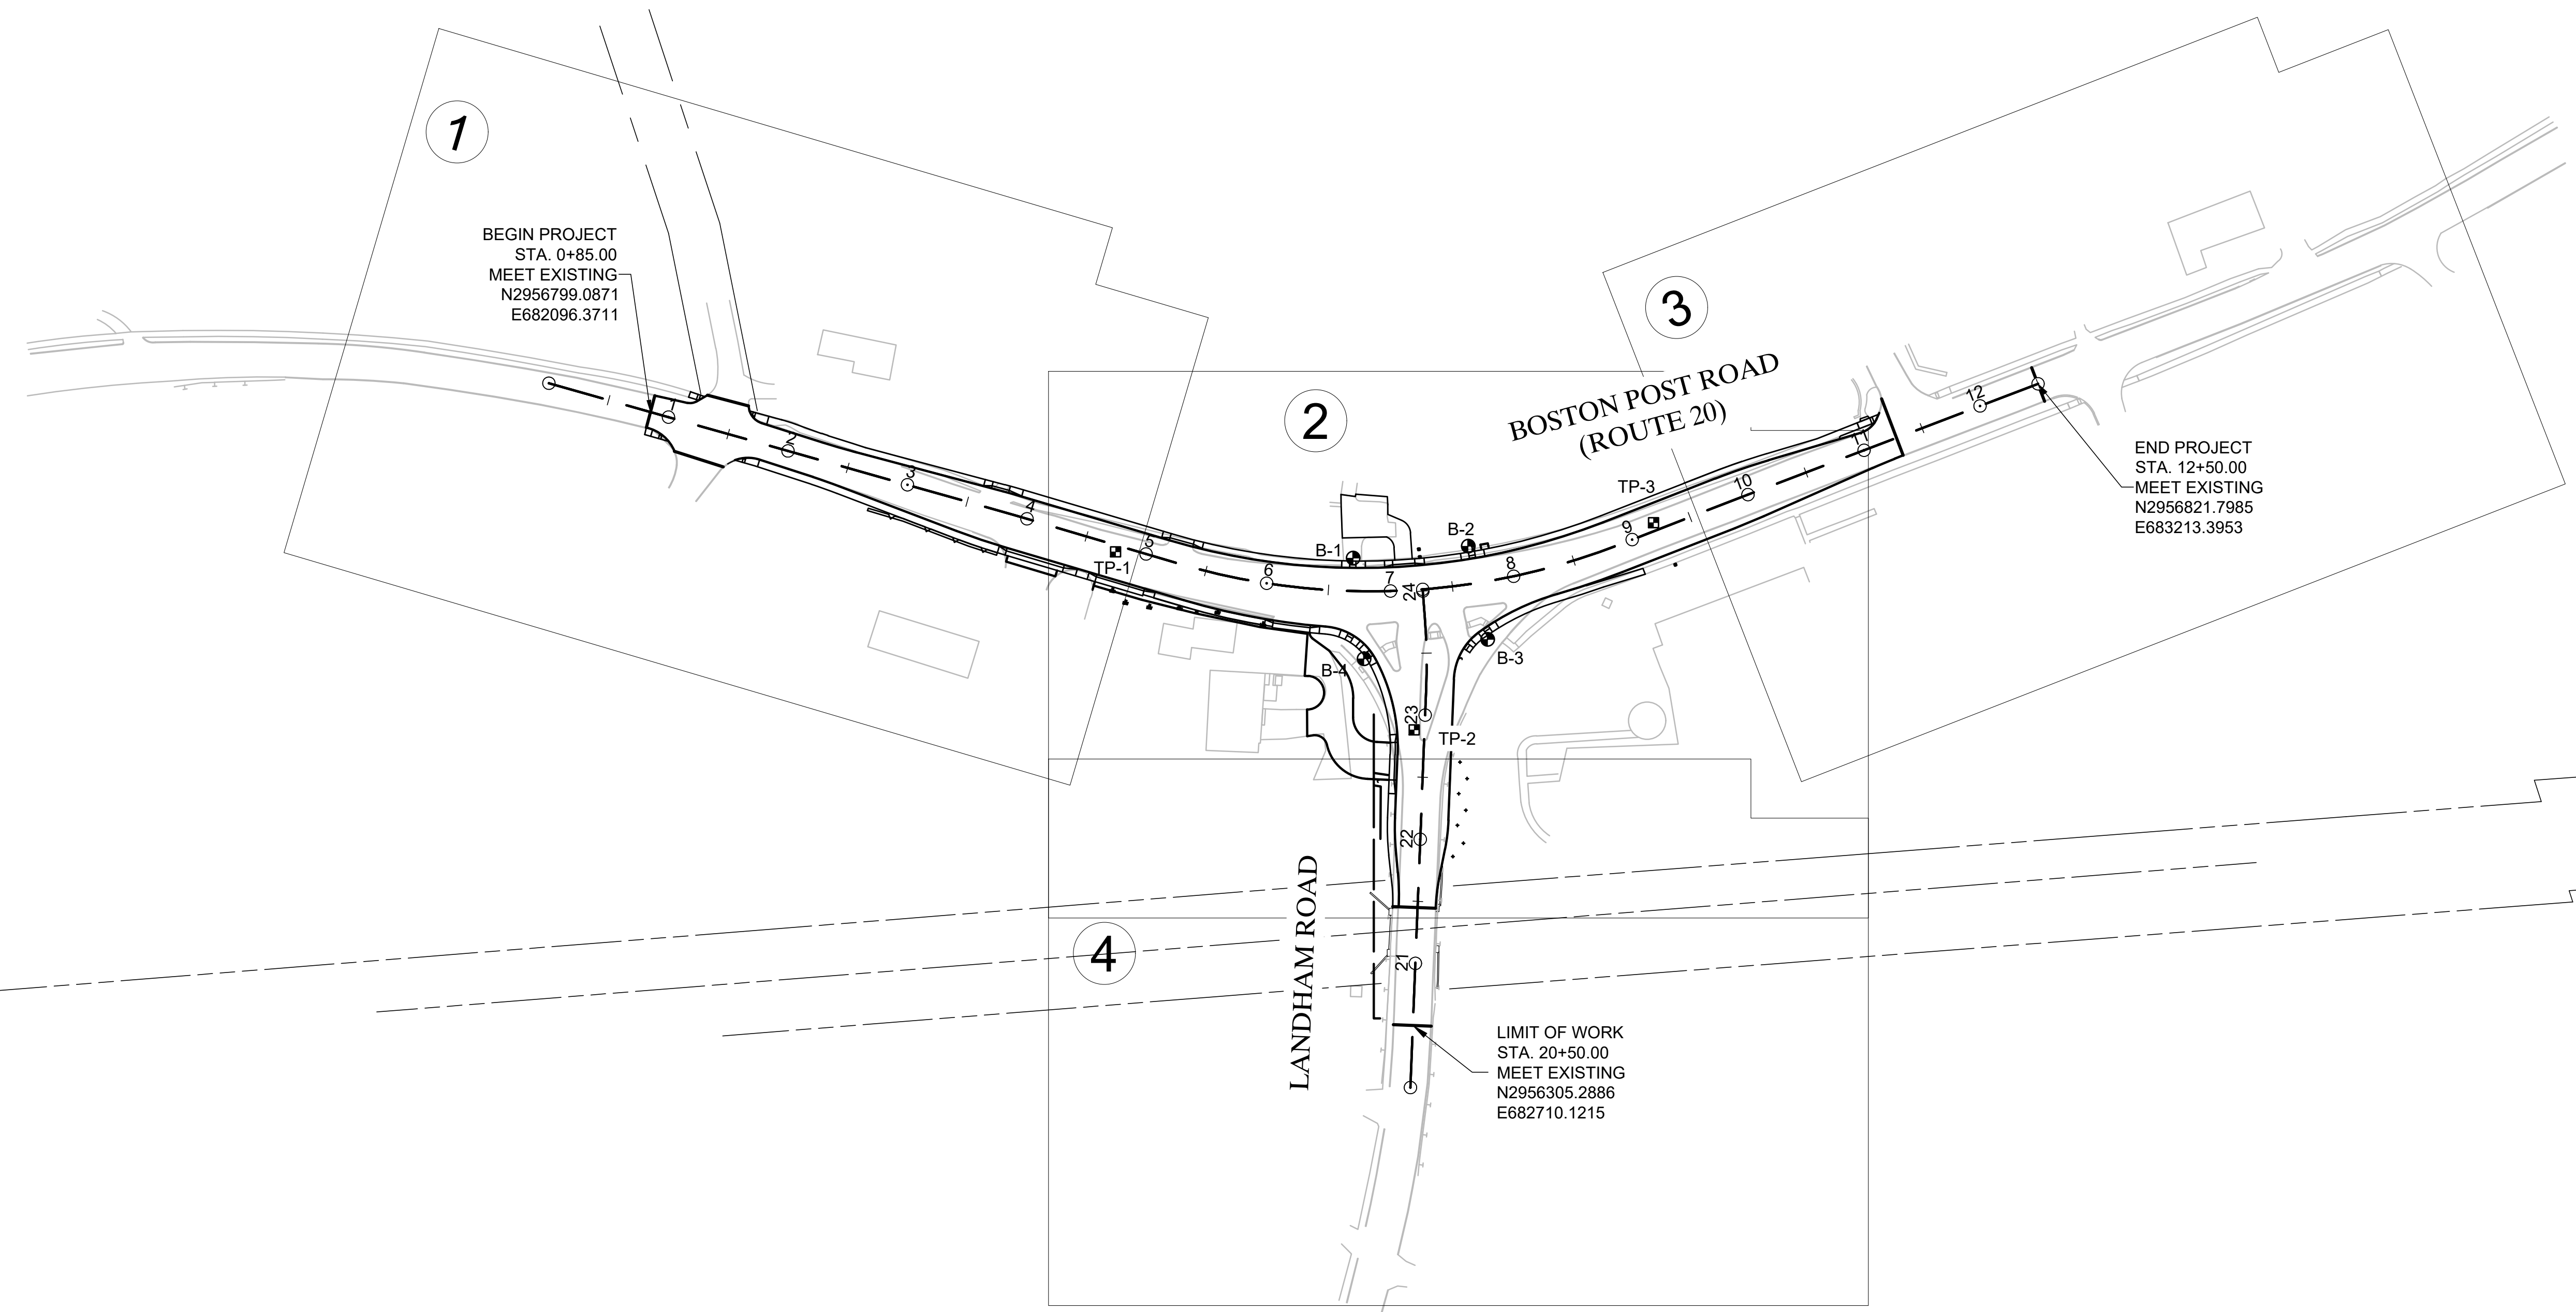 1
BEGIN PROJECT
STA. 0+85.00
MEET EXISTING
N2956799.0871
E682096.3711
1
2
3
4
5
6
7
8
9
10
11
12
TP-1
2
B-1
B-2
TP-3
BOSTON POST ROAD
(ROUTE 20)
3
END PROJECT
STA. 12+50.00
MEET EXISTING
N2956821.7985
E683213.3953
24
23
22
21
B-4
B-3
TP-2
LANDHAM ROAD
4
LIMIT OF WORK
STA. 20+50.00
MEET EXISTING
N2956305.2886
E682710.1215